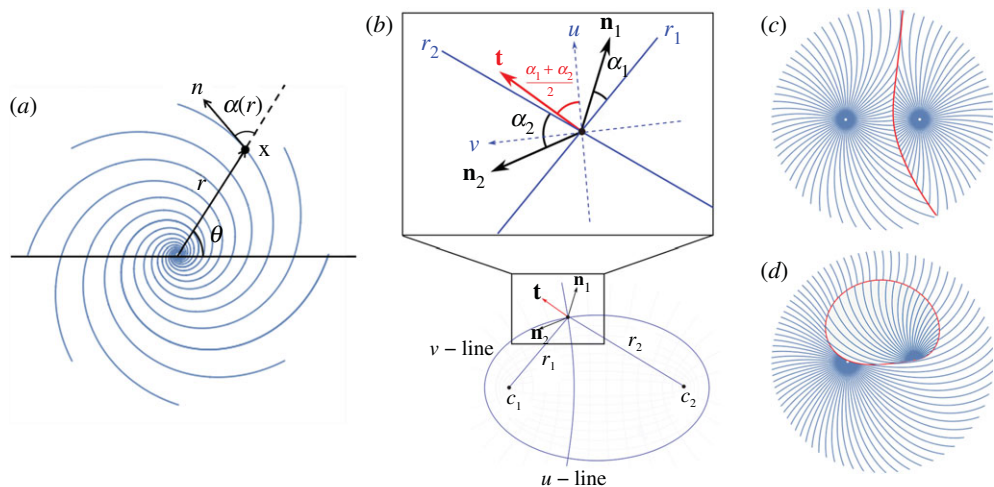 (a)
n
α(r)
x
r
θ
(b)
r₂
u
n₁
r₁
t
α₁ + α₂
2
α₁
α₂
v
n₂
t
n₁
n₂
v – line
r₁
r₂
c₁
c₂
u – line
(c)
(d)